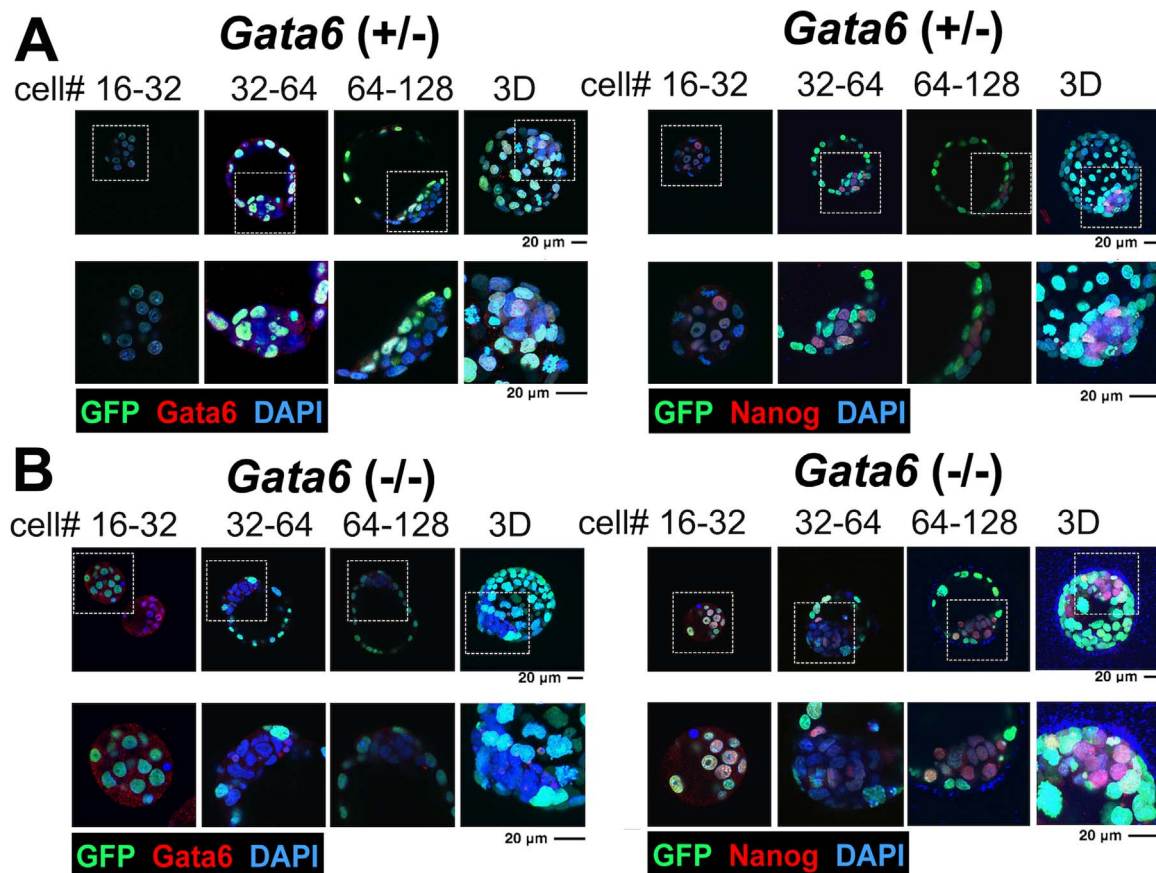 A
Gata6 (+/-)
Gata6 (+/-)
cell# 16-32 32-64 64-128 3D
cell# 16-32 32-64 64-128 3D
20 µm
20 µm
20 µm
20 µm
GFP Gata6 DAPI
GFP Nanog DAPI
B
Gata6 (-/-)
Gata6 (-/-)
cell# 16-32 32-64 64-128 3D
cell# 16-32 32-64 64-128 3D
20 µm
20 µm
20 µm
20 µm
GFP Gata6 DAPI
GFP Nanog DAPI